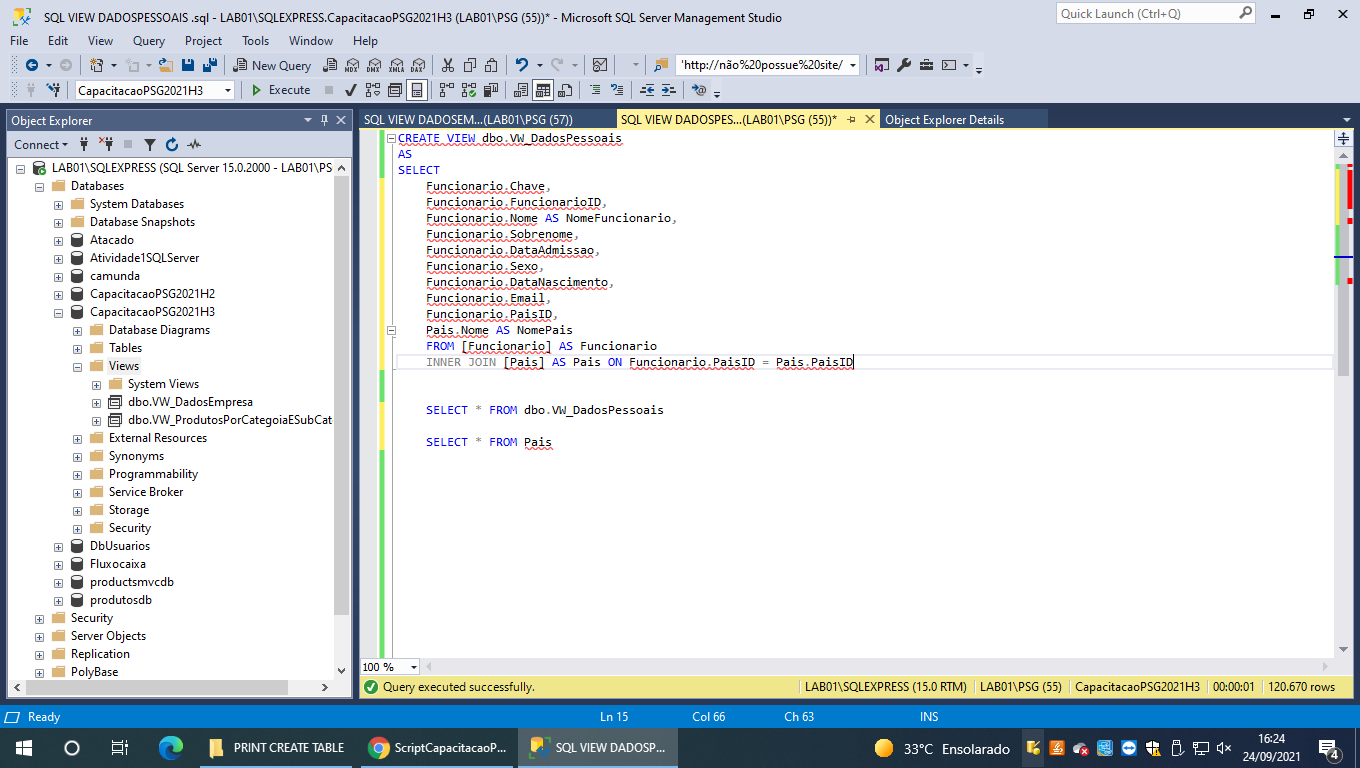 SQL VIEW DADOSPESSOAIS .sql - LAB01\SQLEXPRESS.CapacitacaoPSG2021H3 (LAB01\PSG (55))* - Microsoft SQL Server Management Studio
Quick Launch (Ctrl+Q)
File Edit View Query Project Tools Window Help
New Query
MDX DMX XMLA DAX
'http://não%20possue%20site/
CapacitacaoPSG2021H3
Execute
Object Explorer
SQL VIEW DADOSEM...(LAB01\PSG (57))
SQL VIEW DADOSPES...(LAB01\PSG (55))*
Object Explorer Details
Connect
LAB01\SQLEXPRESS (SQL Server 15.0.2000 - LAB01\PS
Databases
System Databases
Database Snapshots
Atacado
Atividade1SQLServer
camunda
CapacitacaoPSG2021H2
CapacitacaoPSG2021H3
Database Diagrams
Tables
Views
System Views
dbo.VW_DadosEmpresa
dbo.VW_ProdutosPorCategoiaESubCat
External Resources
Synonyms
Programmability
Service Broker
Storage
Security
DbUsuarios
Fluxocaixa
productsmvcdb
produtosdb
Security
Server Objects
Replication
PolyBase
CREATE VIEW dbo.VW_DadosPessoais
AS
SELECT
Funcionario.Chave,
Funcionario.FuncionarioID,
Funcionario.Nome AS NomeFuncionario,
Funcionario.Sobrenome,
Funcionario.DataAdmissao,
Funcionario.Sexo,
Funcionario.DataNascimento,
Funcionario.Email,
Funcionario.PaisID,
Pais.Nome AS NomePais
FROM [Funcionario] AS Funcionario
INNER JOIN [Pais] AS Pais ON Funcionario.PaisID = Pais.PaisID
SELECT * FROM dbo.VW_DadosPessoais
SELECT * FROM Pais
100 %
Query executed successfully.
LAB01\SQLEXPRESS (15.0 RTM)
LAB01\PSG (55)
CapacitacaoPSG2021H3
00:00:01
120.670 rows
Ready
Ln 15
Col 66
Ch 63
INS
PRINT CREATE TABLE
ScriptCapacitacaoP...
SQL VIEW DADOSP...
33°C Ensolarado
16:24
24/09/2021
4